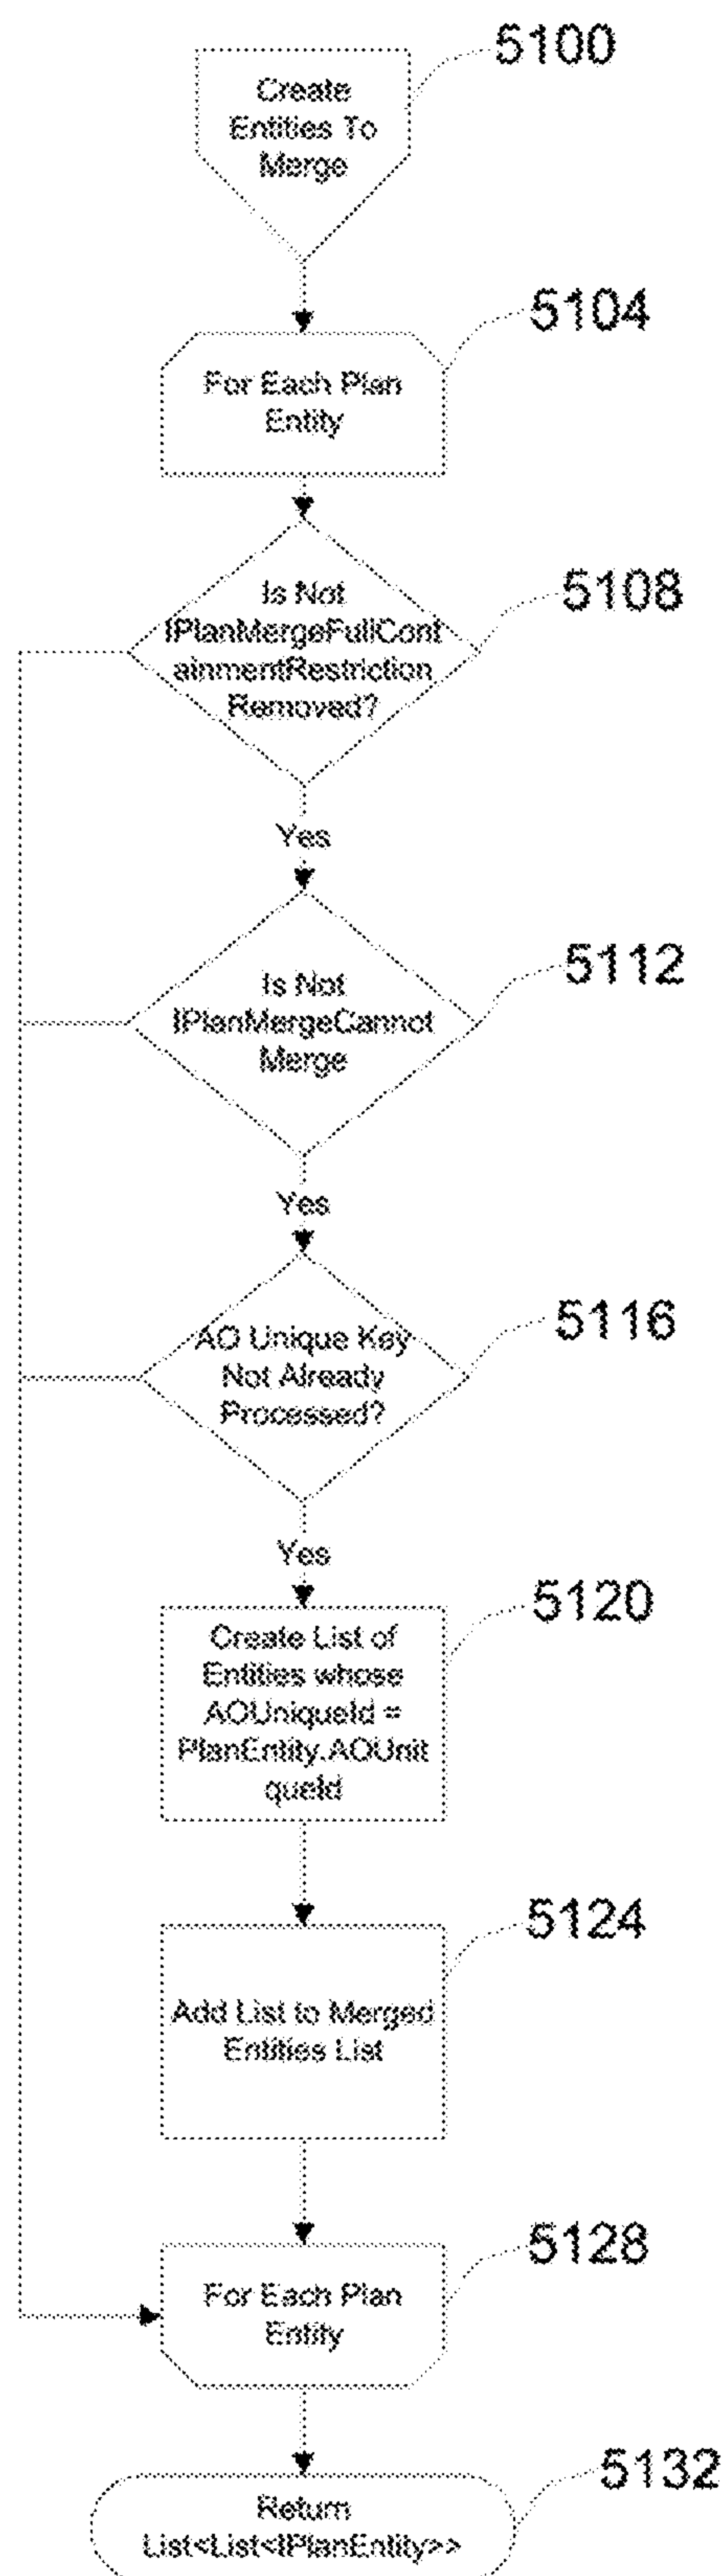 5100
Create
Entities To
Merge
5104
For Each Plan
Entity
5108
Is Not
IPlanMergeFullCont
ainmentRestriction
Removed?
Yes
5112
Is Not
IPlanMergeCannot
Merge
Yes
5116
AO Unique Key
Not Already
Processed?
Yes
5120
Create List of
Entities whose
AOUniqueId =
PlanEntity.AOUnit
queId
5124
Add List to Merged
Entities List
5128
For Each Plan
Entity
5132
Return
List<List<IPlanEntity>>